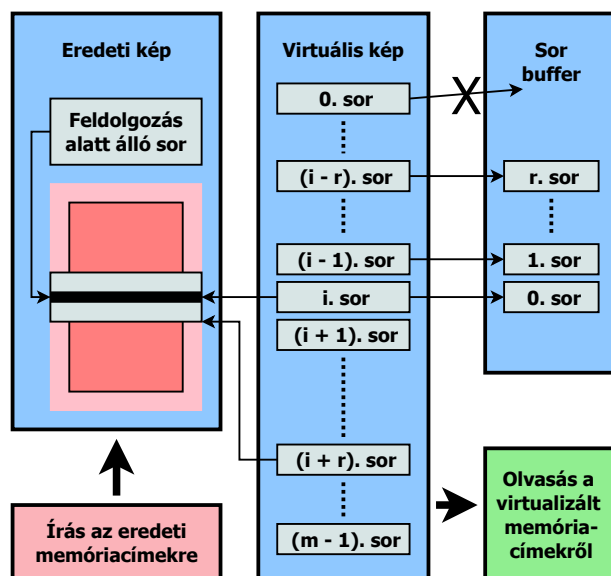 Eredeti kép
Feldolgozás
alatt álló sor
Írás az eredeti
memóriacímekre
Virtuális kép
0. sor
(i - r). sor
(i - 1). sor
i. sor
(i + 1). sor
(i + r). sor
(m - 1). sor
Sor
buffer
r. sor
1. sor
0. sor
Olvasás a
virtualizált
memória-
címekről